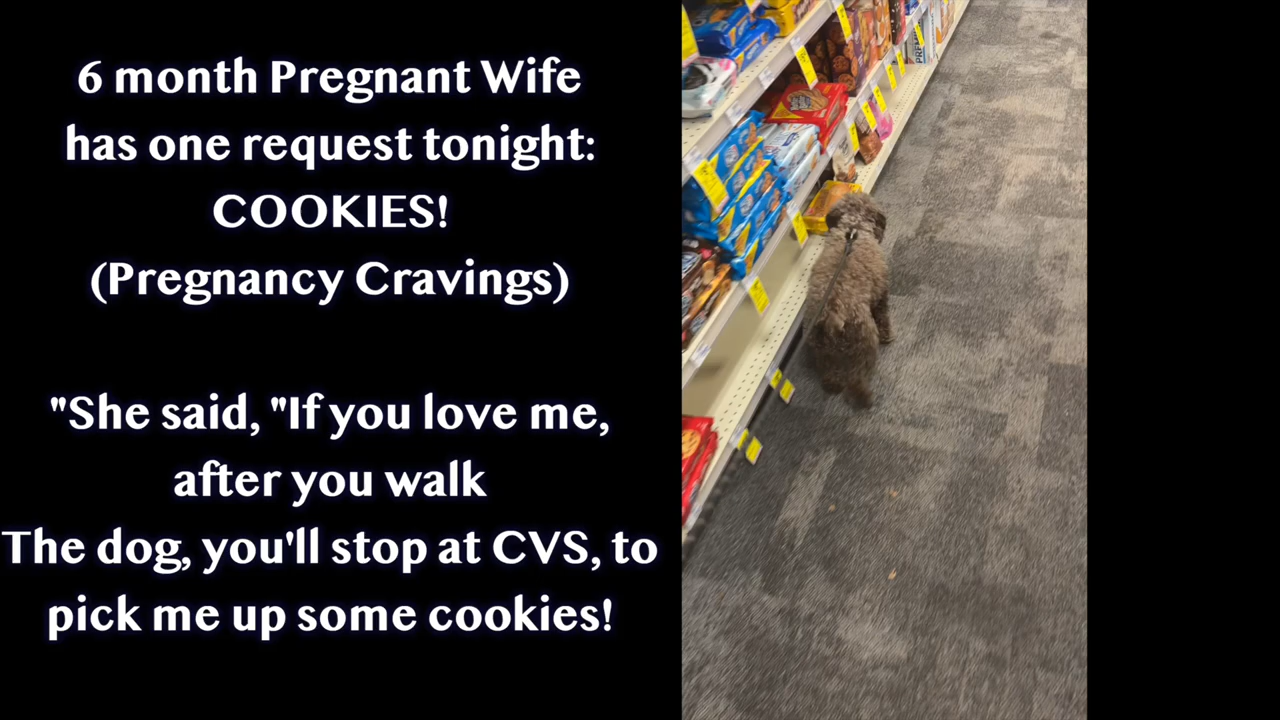 6 month Pregnant Wife
has one request tonight:
COOKIES!
(Pregnancy Cravings)
"She said, "If you love me,
after you walk
The dog, you'll stop at CVS, to
pick me up some cookies!